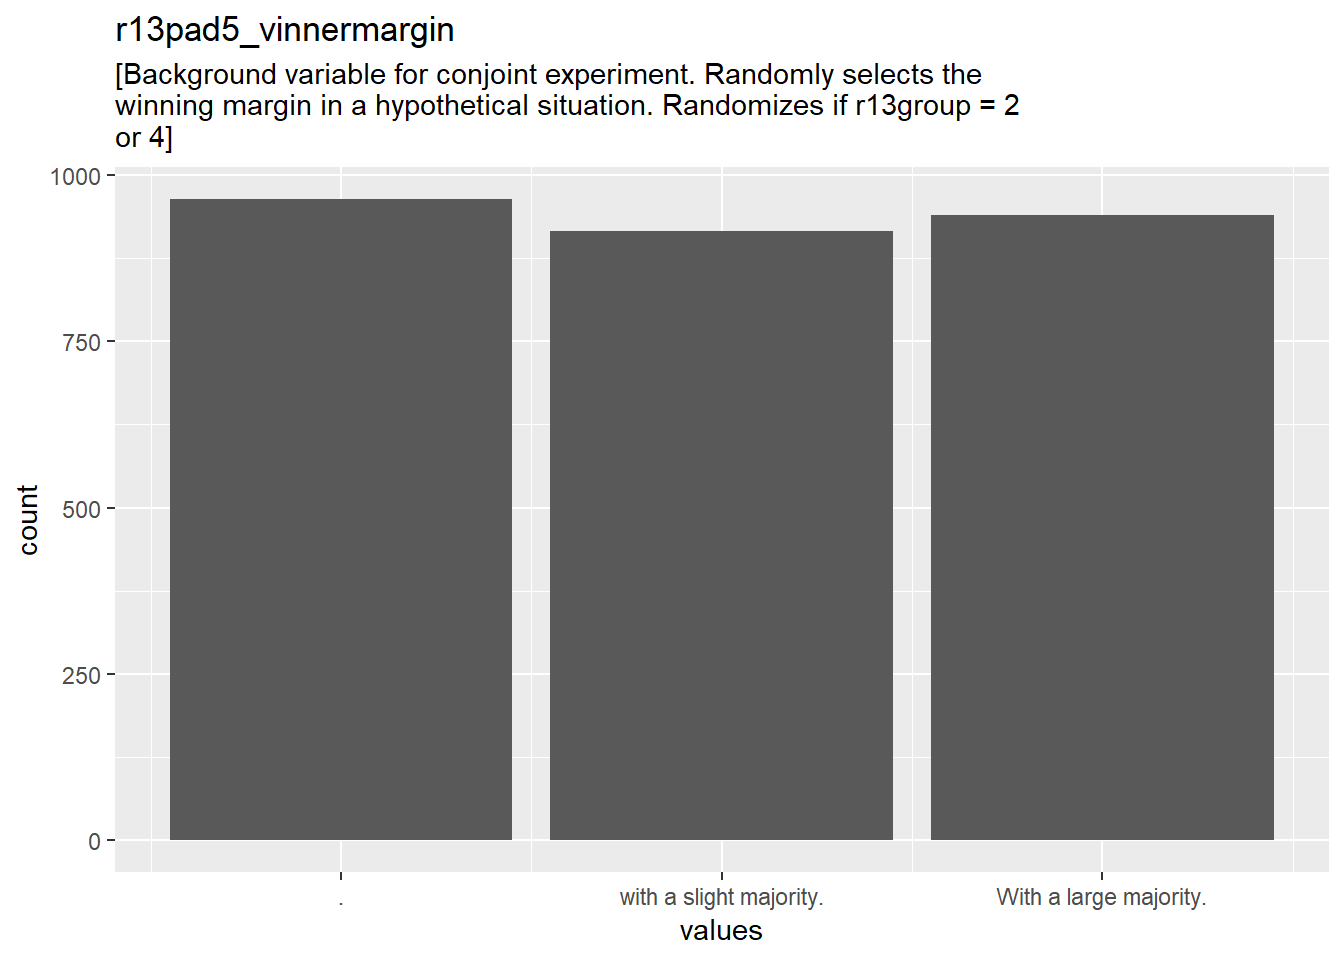 r13pad5_vinnermargin
[Background variable for conjoint experiment. Randomly selects the
winning margin in a hypothetical situation. Randomizes if r13group = 2
or 4]
1000
750
500
250
0
count
.
with a slight majority.
With a large majority.
values